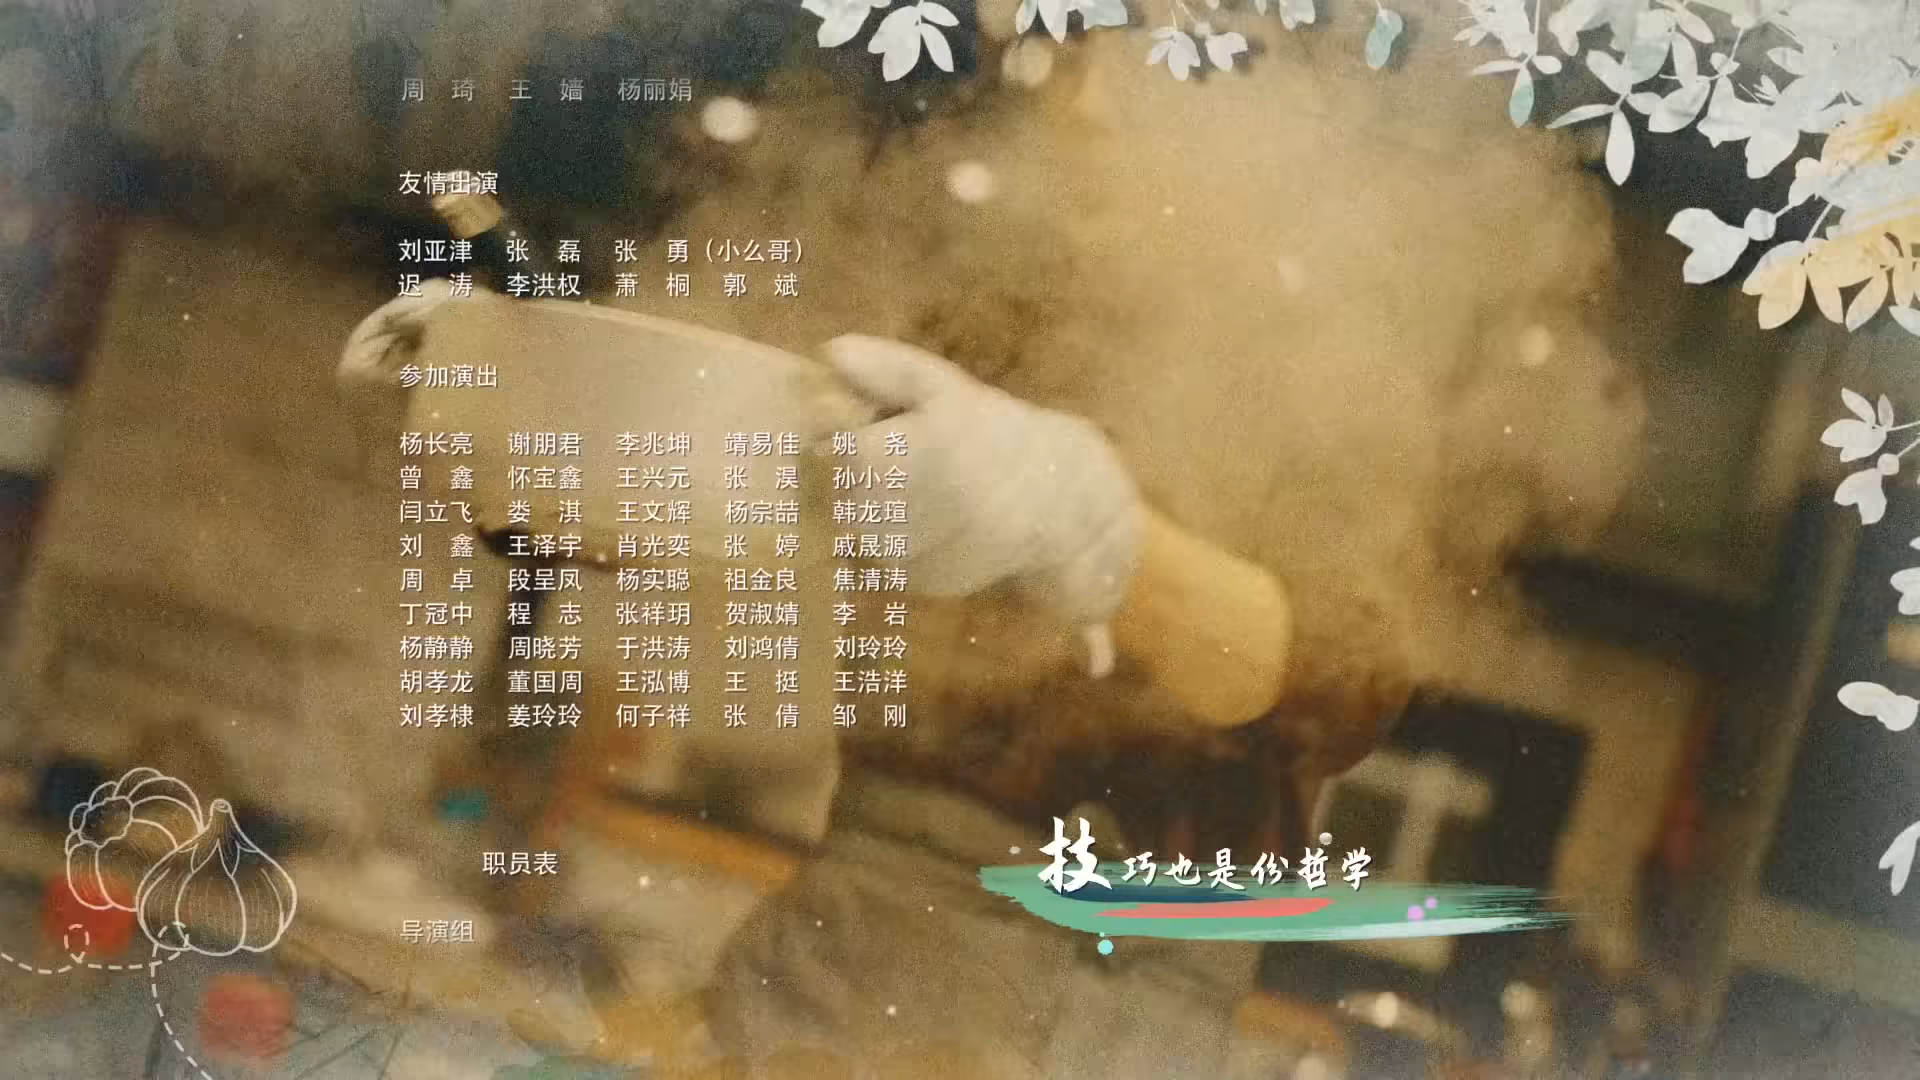 周　琦　王　嫱　杨丽娟
友情出演
刘亚津　张　磊　张　勇（小么哥）
迟　涛　李洪权　萧　桐　郭　斌
参加演出
杨长亮　谢朋君　李兆坤　靖易佳　姚　尧
曾　鑫　怀宝鑫　王兴元　张　淏　孙小会
闫立飞　娄　淇　王文辉　杨宗喆　韩龙瑄
刘　鑫　王泽宇　肖光奕　张　婷　戚晟源
周　卓　段呈凤　杨实聪　祖金良　焦清涛
丁冠中　程　志　张祥玥　贺淑婧　李　岩
杨静静　周晓芳　于洪涛　刘鸿倩　刘玲玲
胡孝龙　董国周　王泓博　王　挺　王浩洋
刘孝棣　姜玲玲　何子祥　张　倩　邹　刚
职员表
导演组
技巧也是份哲学